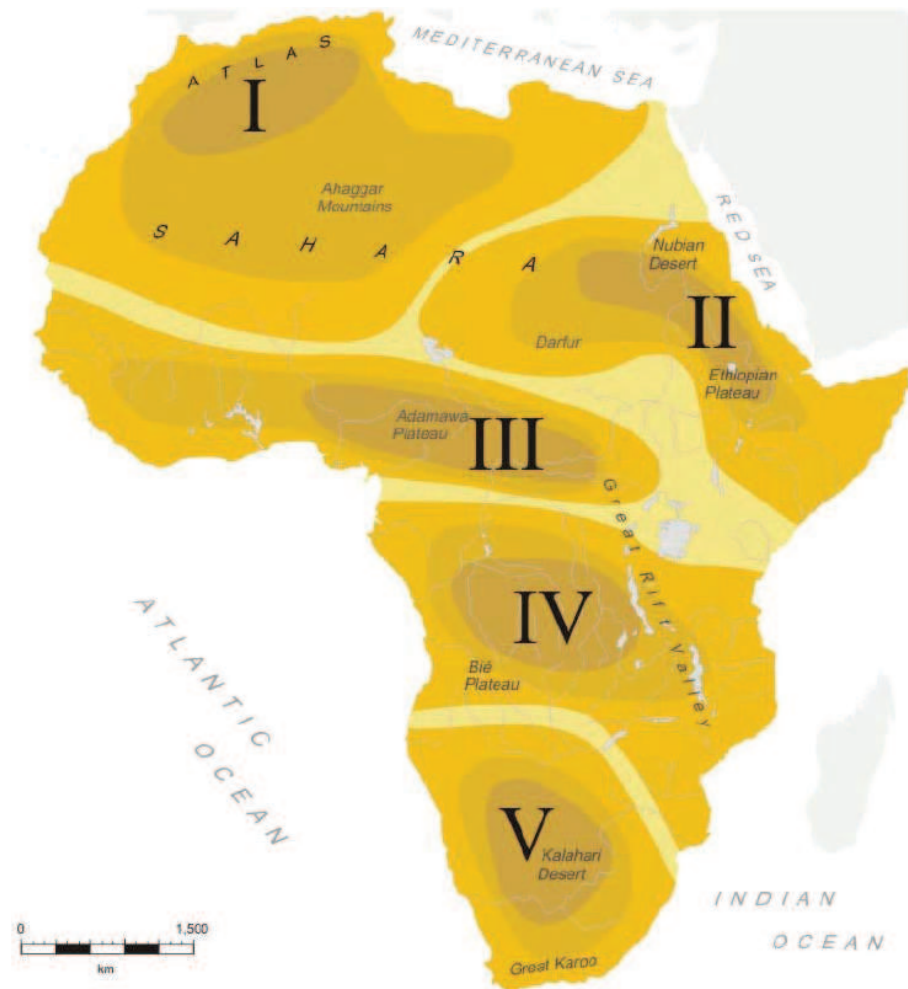 MEDITERRANEAN SEA
ATLAS
I
Ahaggar
Mountains
SAHARA
RED SEA
Nubian
Desert
II
Darfur
Ethiopian
Plateau
Adamawa
Plateau
III
Great Rift Valley
IV
ATLANTIC
OCEAN
Bié
Plateau
V
Kalahari
Desert
INDIAN
OCEAN
0 1,500
km
Great Karoo